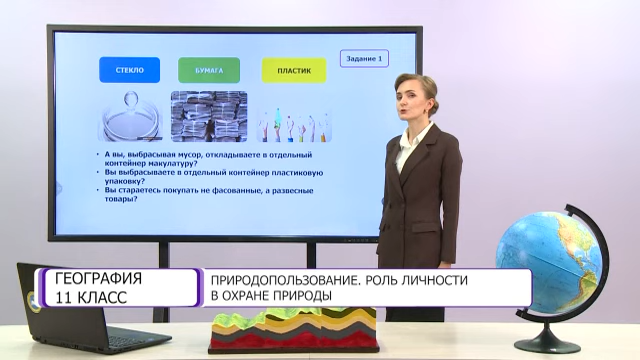 Задание 1
СТЕКЛО
БУМАГА
ПЛАСТИК
• А вы, выбрасывая мусор, откладываете в отдельный
контейнер макулатуру?
• Вы выбрасываете в отдельный контейнер пластиковую
упаковку?
• Вы стараетесь покупать не фасованные, а развесные
товары?
ГЕОГРАФИЯ
11 КЛАСС
ПРИРОДОПОЛЬЗОВАНИЕ. РОЛЬ ЛИЧНОСТИ
В ОХРАНЕ ПРИРОДЫ